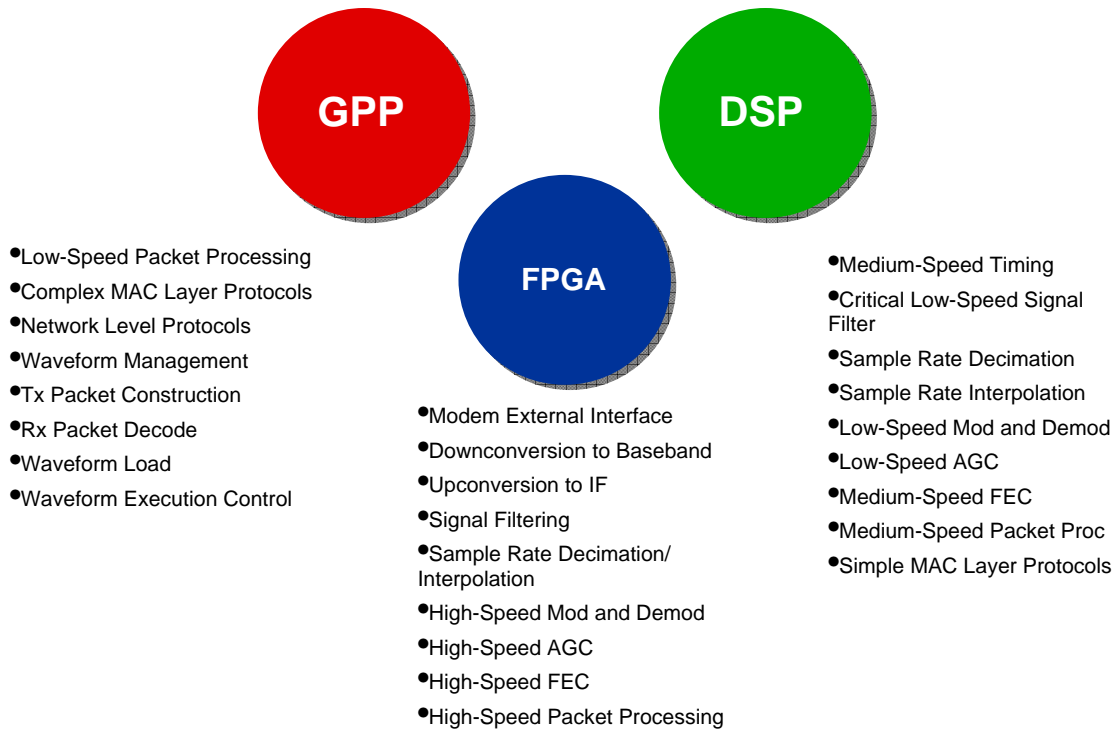 GPP
DSP
FPGA
•Low-Speed Packet Processing
•Complex MAC Layer Protocols
•Network Level Protocols
•Waveform Management
•Tx Packet Construction
•Rx Packet Decode
•Waveform Load
•Waveform Execution Control
•Modem External Interface
•Downconversion to Baseband
•Upconversion to IF
•Signal Filtering
•Sample Rate Decimation/
Interpolation
•High-Speed Mod and Demod
•High-Speed AGC
•High-Speed FEC
•High-Speed Packet Processing
•Medium-Speed Timing
•Critical Low-Speed Signal
Filter
•Sample Rate Decimation
•Sample Rate Interpolation
•Low-Speed Mod and Demod
•Low-Speed AGC
•Medium-Speed FEC
•Medium-Speed Packet Proc
•Simple MAC Layer Protocols